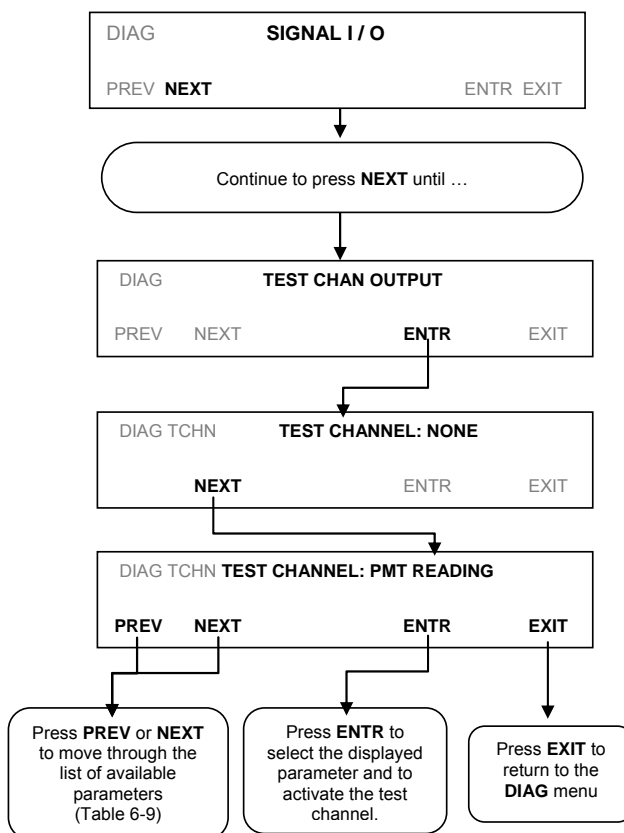 DIAG SIGNAL I / O
PREV NEXT ENTR EXIT
Continue to press NEXT until …
DIAG TEST CHAN OUTPUT
PREV NEXT ENTR EXIT
DIAG TCHN TEST CHANNEL: NONE
NEXT ENTR EXIT
DIAG TCHN TEST CHANNEL: PMT READING
PREV NEXT ENTR EXIT
Press PREV or NEXT
to move through the
list of available
parameters
(Table 6-9)
Press ENTR to
select the displayed
parameter and to
activate the test
channel.
Press EXIT to
return to the
DIAG menu